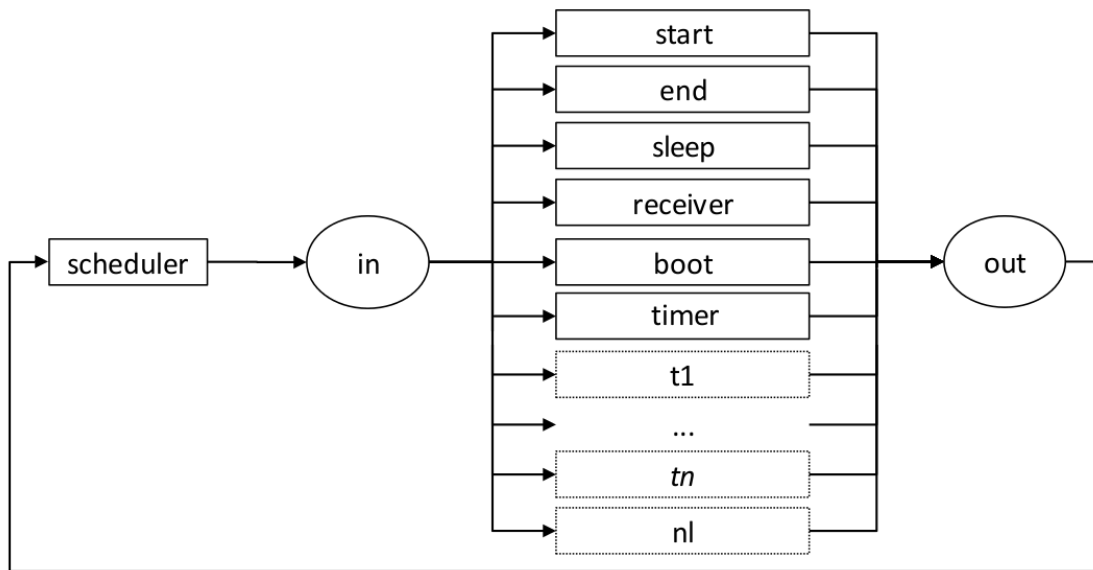 start
end
sleep
receiver
scheduler
in
boot
out
timer
t1
...
tn
nl